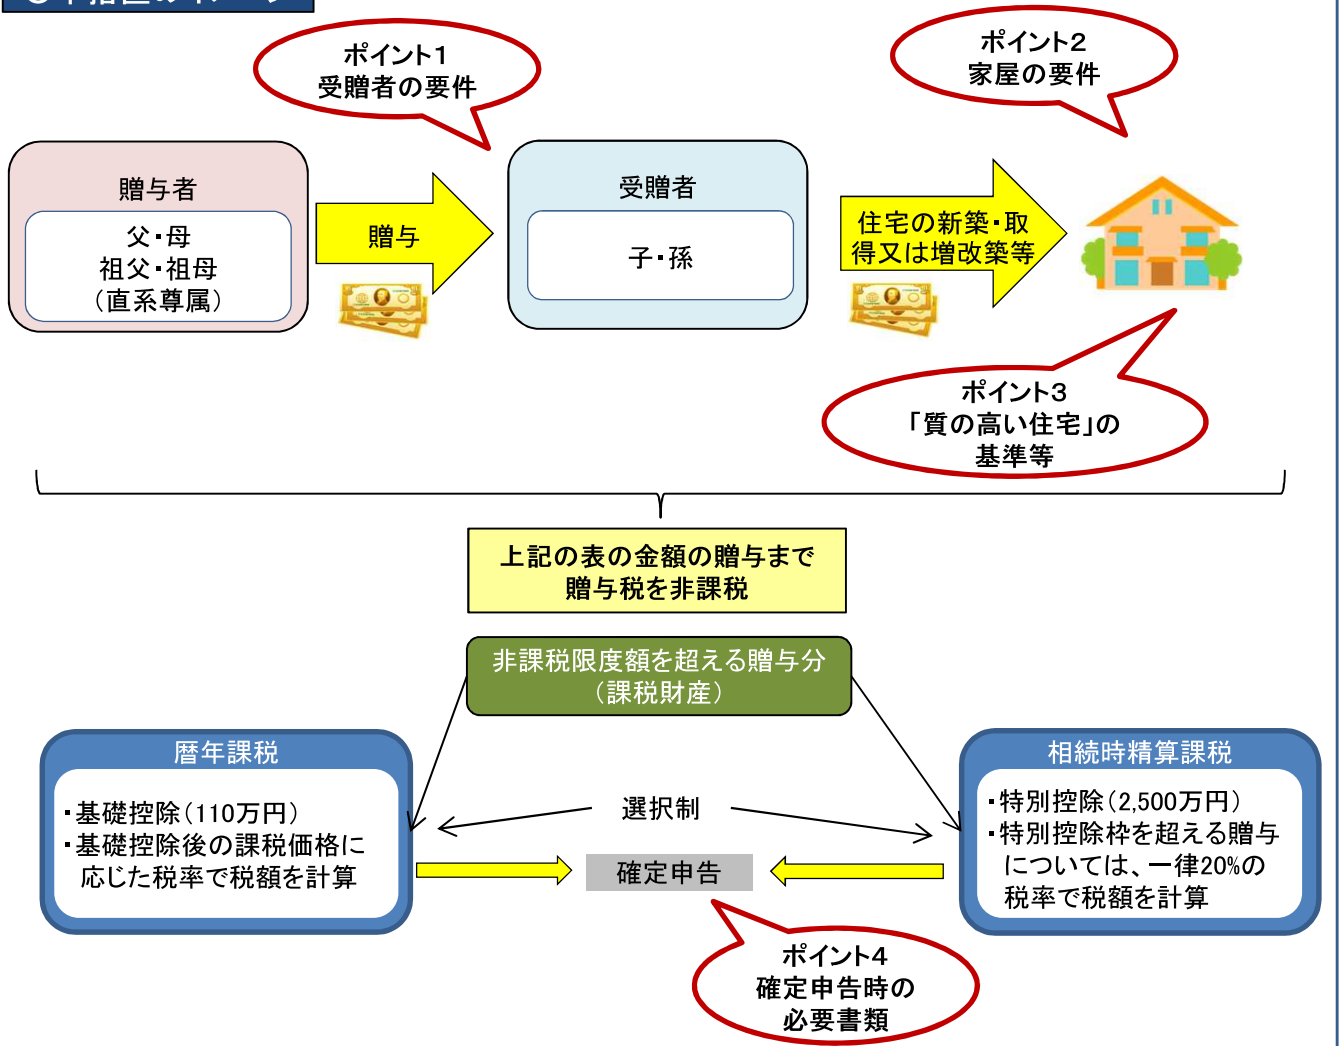 ポイント1
受贈者の要件
ポイント2
家屋の要件
贈与者
父・母
祖父・祖母
(直系尊属)
贈与
受贈者
子・孫
住宅の新築・取
得又は増改築等
ポイント3
「質の高い住宅」の
基準等
上記の表の金額の贈与まで
贈与税を非課税
非課税限度額を超える贈与分
(課税財産)
暦年課税
・基礎控除(110万円)
・基礎控除後の課税価格に
応じた税率で税額を計算
選択制
確定申告
相続時精算課税
・特別控除(2,500万円)
・特別控除枠を超える贈与
については、一律20%の
税率で税額を計算
ポイント4
確定申告時の
必要書類